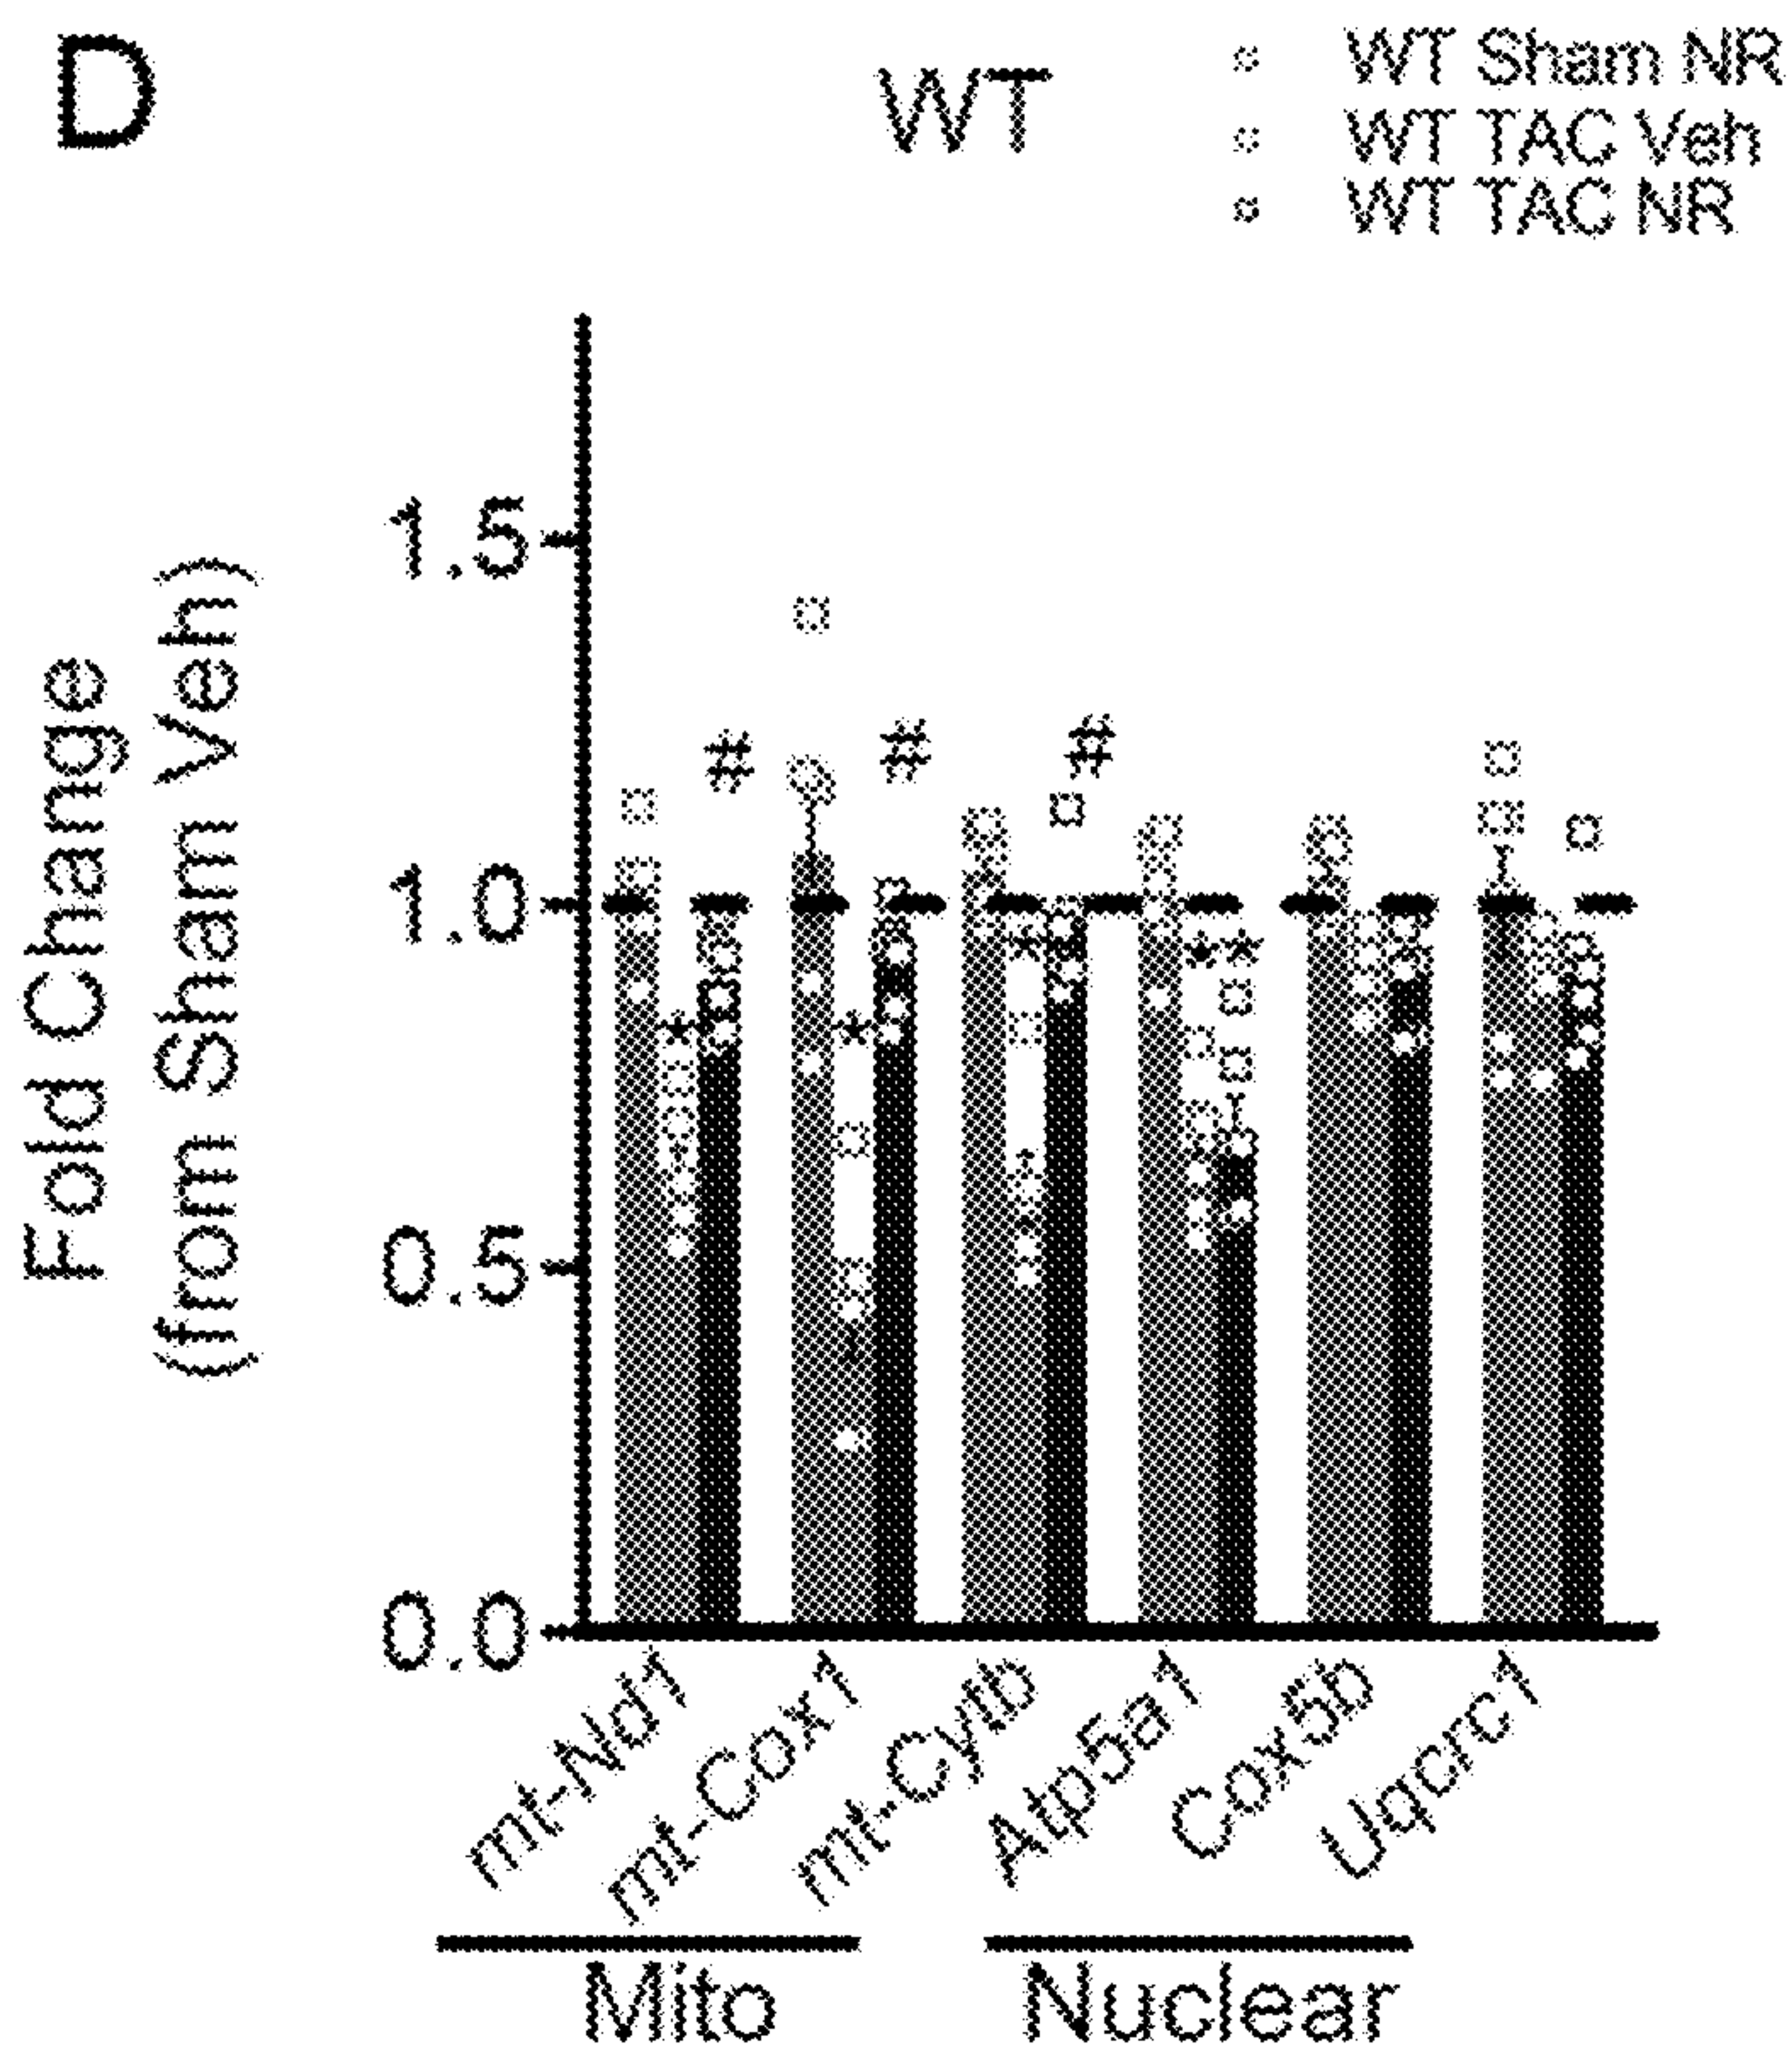 D
WT
WT Sham NR
WT TAC Veh
WT TAC NR
Fold Change
(from Sham Veh)
1.5
1.0
0.5
0.0
# # #
* * * * *
mt-Nd1
mt-Cox1
mt-Cytb
Atp5a1
Cox5b
Uqcrc1
Mito
Nuclear